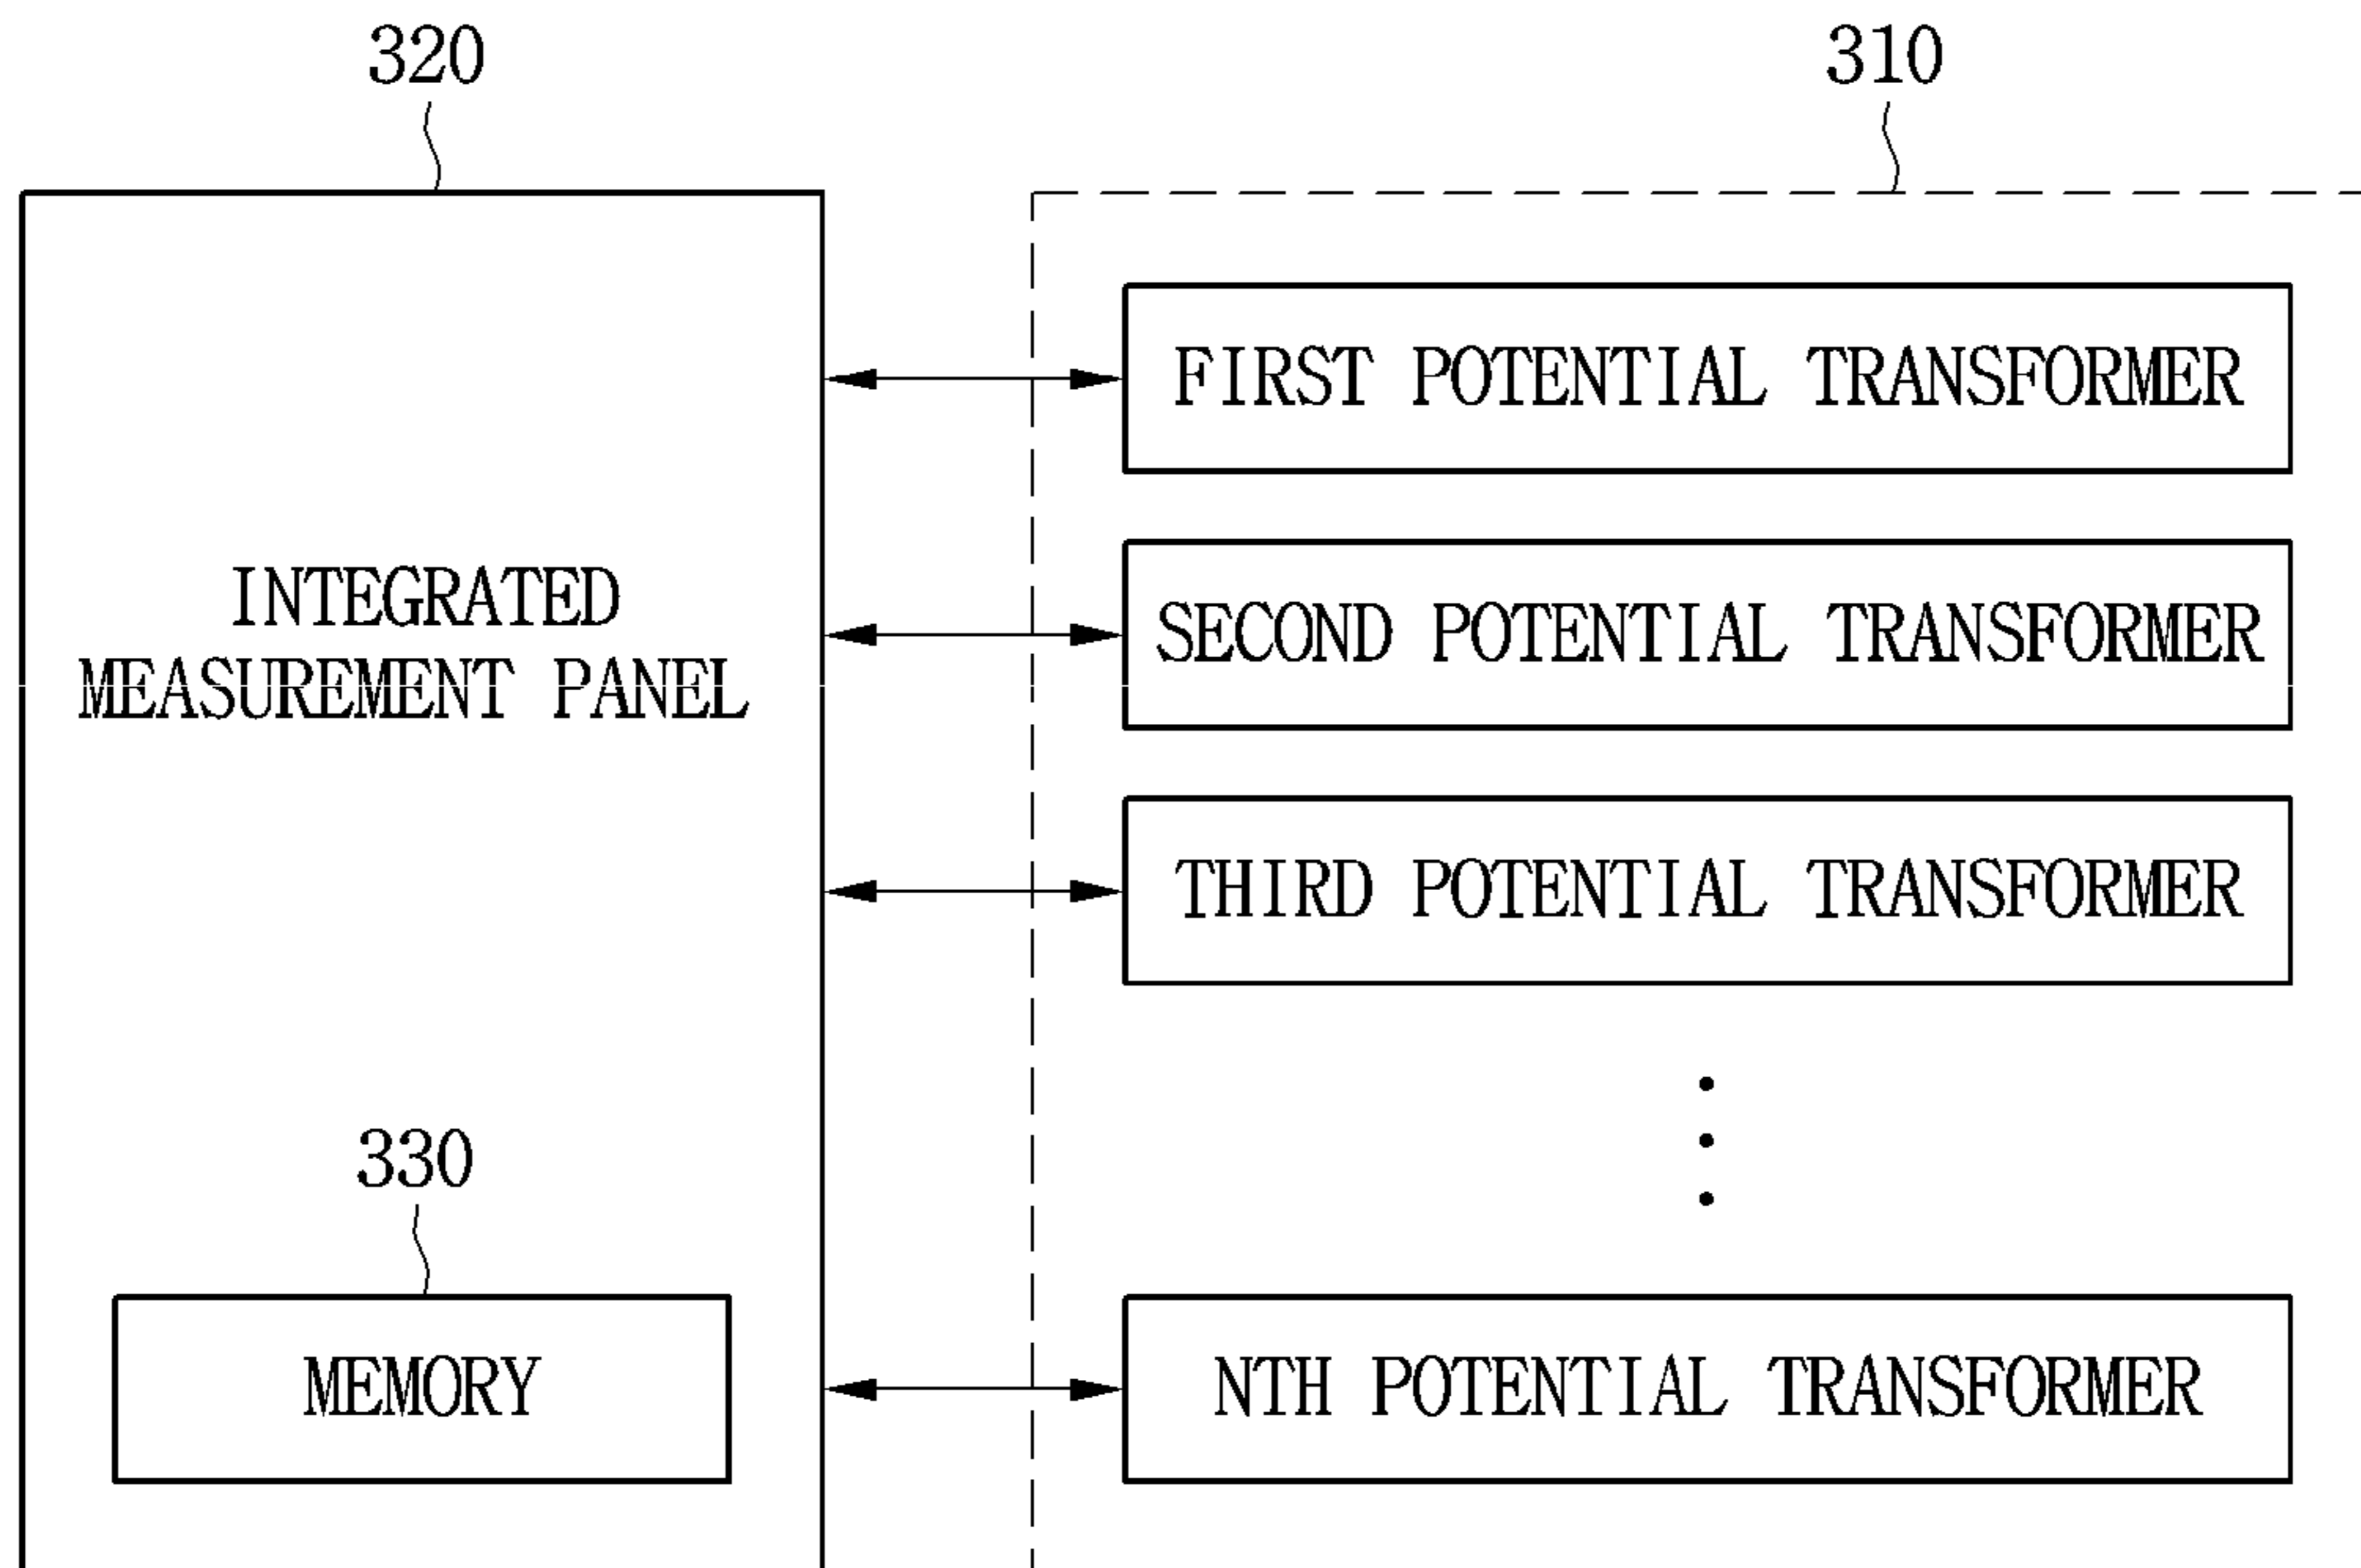 320
310
INTEGRATED
MEASUREMENT PANEL
330
MEMORY
FIRST POTENTIAL TRANSFORMER
SECOND POTENTIAL TRANSFORMER
THIRD POTENTIAL TRANSFORMER
NTH POTENTIAL TRANSFORMER